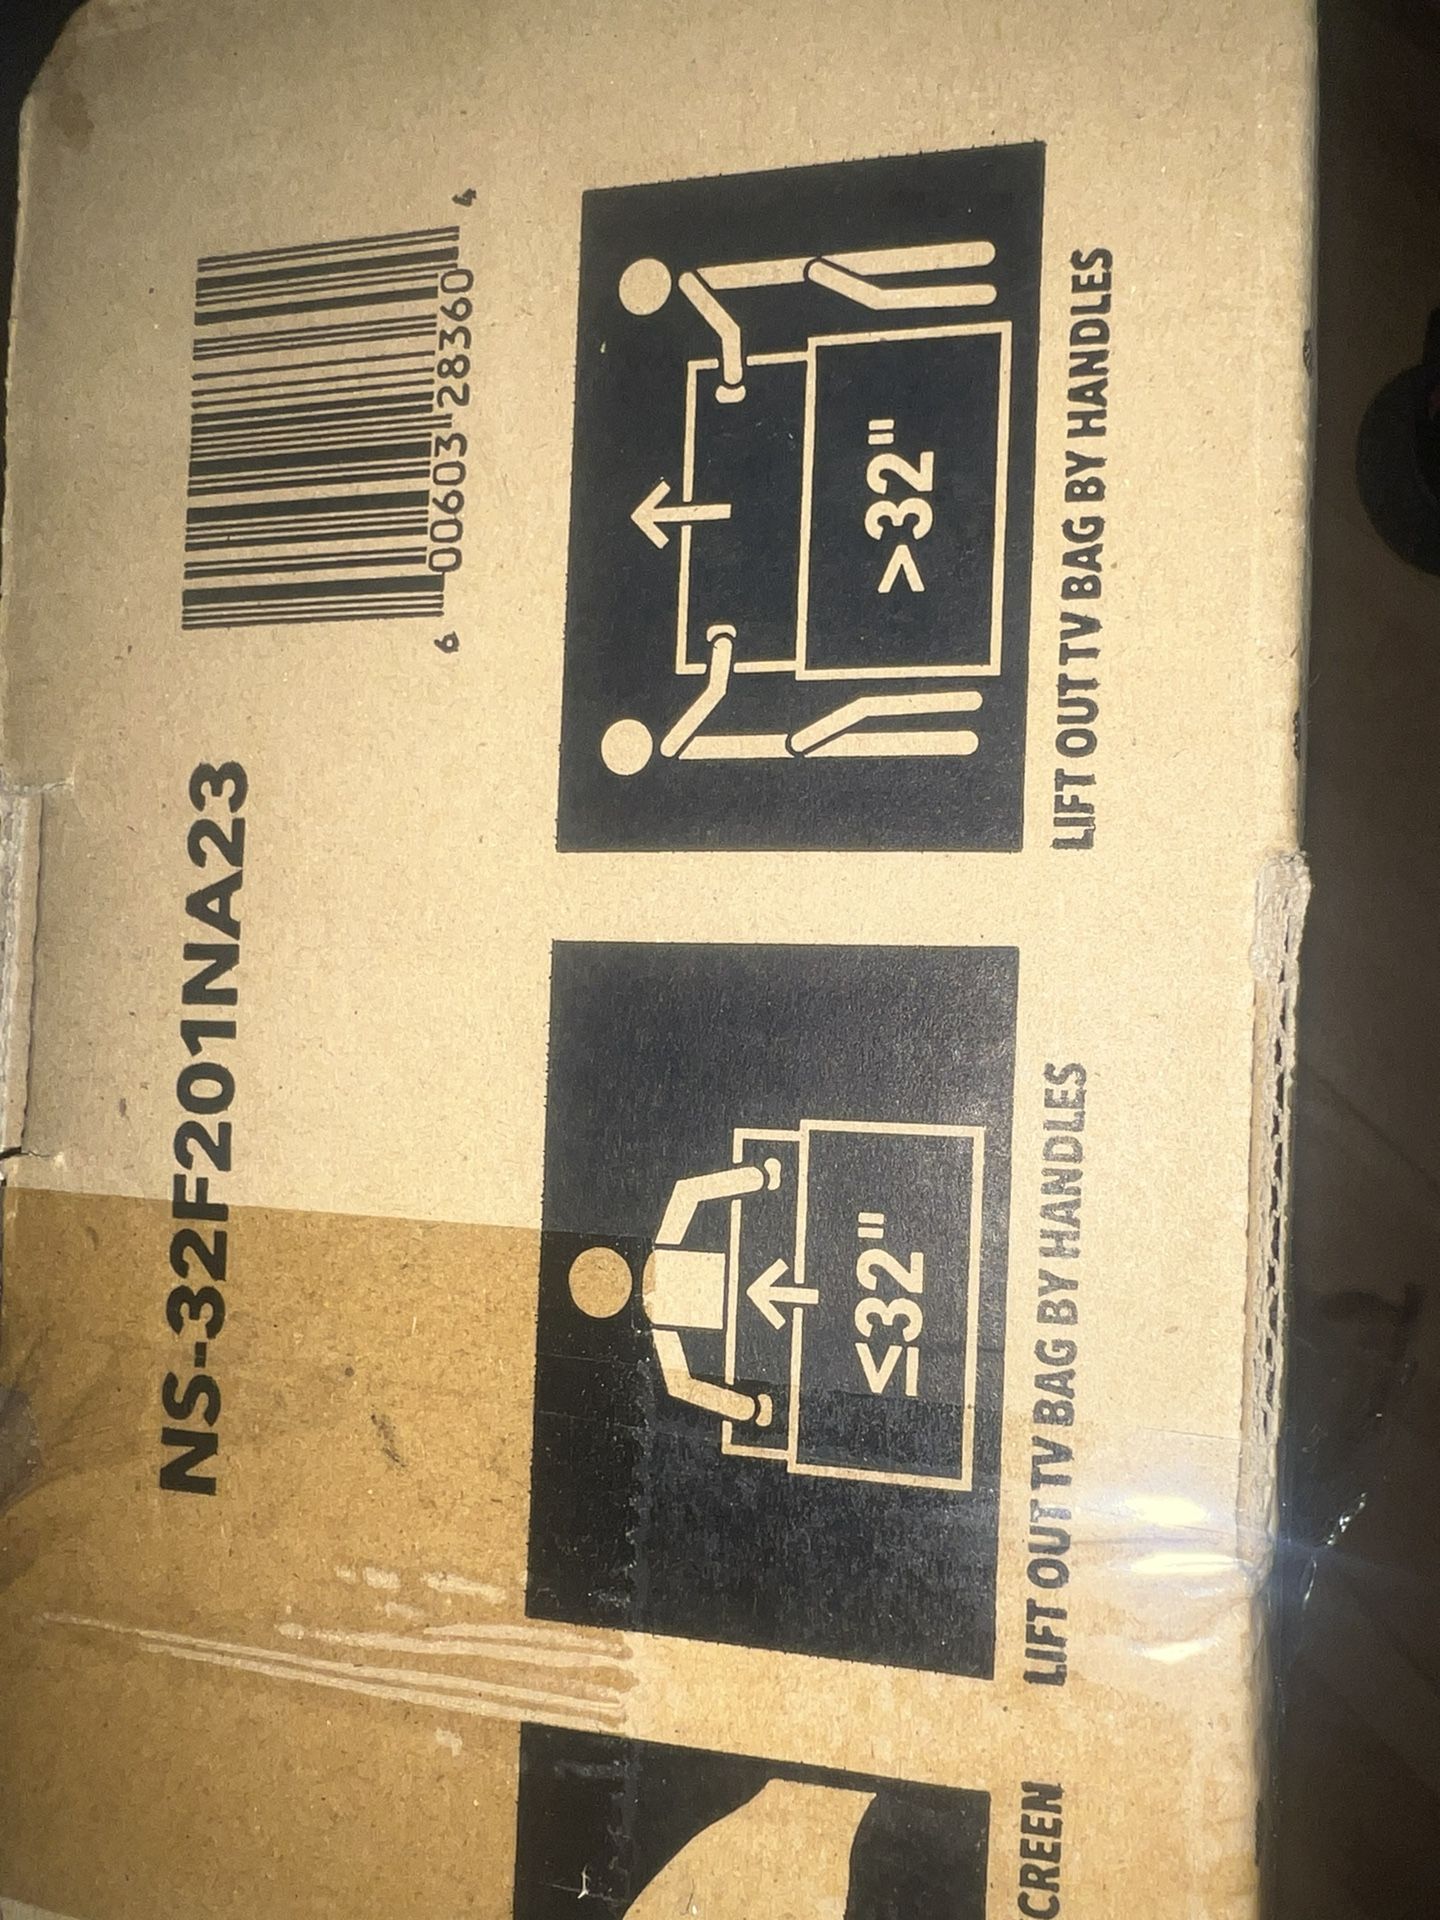 NS-32F201NA23
6 00603 28360 4
≤32"
>32"
CREEN
LIFT OUT TV BAG BY HANDLES
LIFT OUT TV BAG BY HANDLES